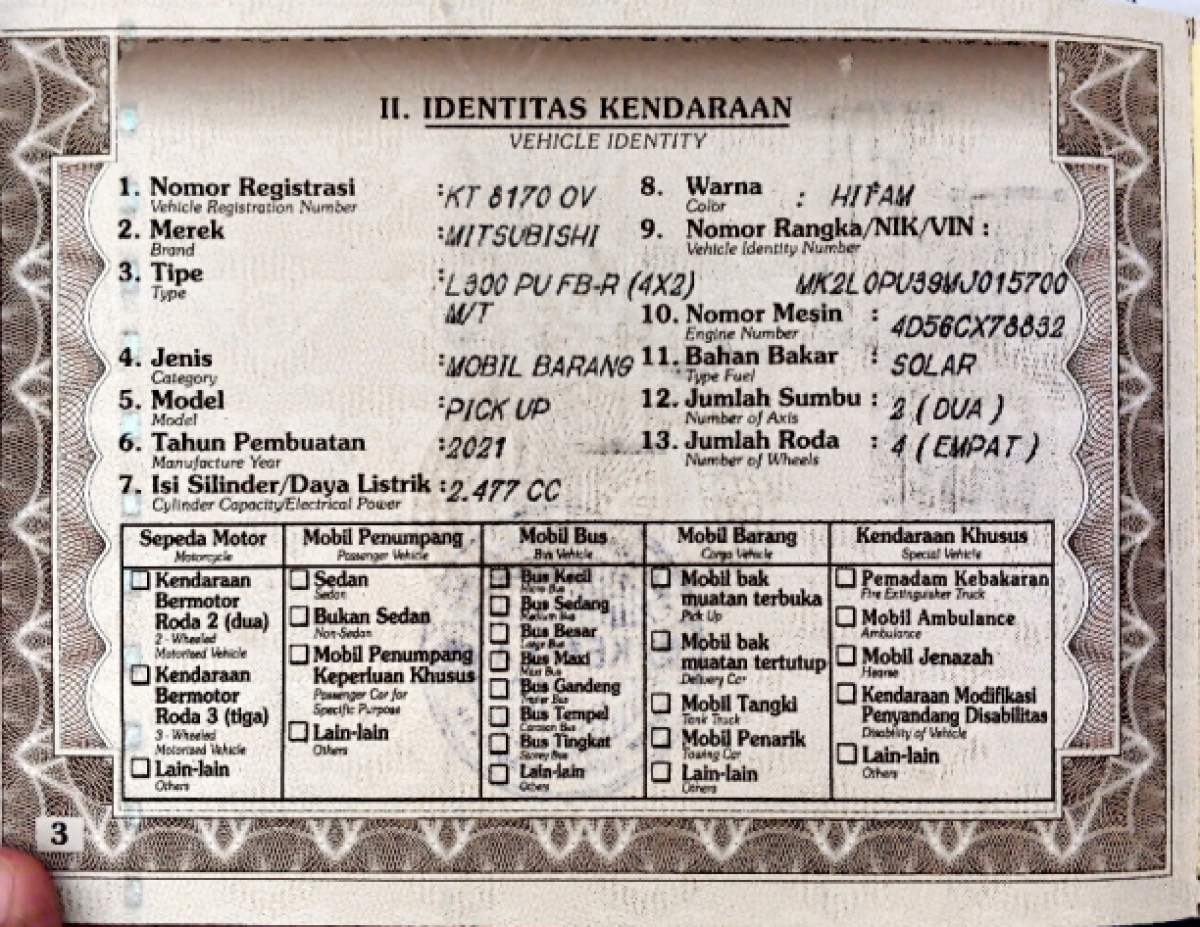 II. IDENTITAS KENDARAAN
VEHICLE IDENTITY
1. Nomor Registrasi : KT 8170 OV
Vehicle Registration Number
2. Merek : MITSUBISHI
Brand
3. Tipe : L300 PU FB-R (4X2)
Type
M/T
4. Jenis : MOBIL BARANG
Category
5. Model : PICK UP
Model
6. Tahun Pembuatan : 2021
Manufacture Year
7. Isi Silinder/Daya Listrik : 2.477 CC
Cylinder Capacity/Electrical Power
8. Warna : HITAM
Color
9. Nomor Rangka/NIK/VIN :
Vehicle Identity Number
MK2L0PU39MJ015700
10. Nomor Mesin : 4D56CX78832
Engine Number
11. Bahan Bakar : SOLAR
Type Fuel
12. Jumlah Sumbu : 2 ( DUA )
Number of Axis
13. Jumlah Roda : 4 ( EMPAT )
Number of Wheels
Sepeda Motor
Motorcycle
Kendaraan
Bermotor
Roda 2 (dua)
2 - Wheeled
Motorized Vehicle
Kendaraan
Bermotor
Roda 3 (tiga)
3 - Wheeled
Motorized Vehicle
Lain-lain
Others
Mobil Penumpang
Passenger Vehicle
Sedan
Sedan
Bukan Sedan
Non-Sedan
Mobil Penumpang
Keperluan Khusus
Passenger Car for
Specific Purpose
Lain-lain
Others
Mobil Bus
Bus Vehicle
Bus Kecil
Micro Bus
Bus Sedang
Medium Bus
Bus Besar
Large Bus
Bus Maxi
Maxi Bus
Bus Gandeng
Bus Tempel
Bus Tingkat
Lain-lain
Others
Mobil Barang
Cargo Vehicle
Mobil bak
muatan terbuka
Pick Up
Mobil bak
muatan tertutup
Delivery Car
Mobil Tangki
Tank Truck
Mobil Penarik
Towing Car
Lain-lain
Others
Kendaraan Khusus
Special Vehicle
Pemadam Kebakaran
Fire Extinguisher Truck
Mobil Ambulance
Ambulance
Mobil Jenazah
Hearse
Kendaraan Modifikasi
Penyandang Disabilitas
Disability of Vehicle
Lain-lain
Others
3